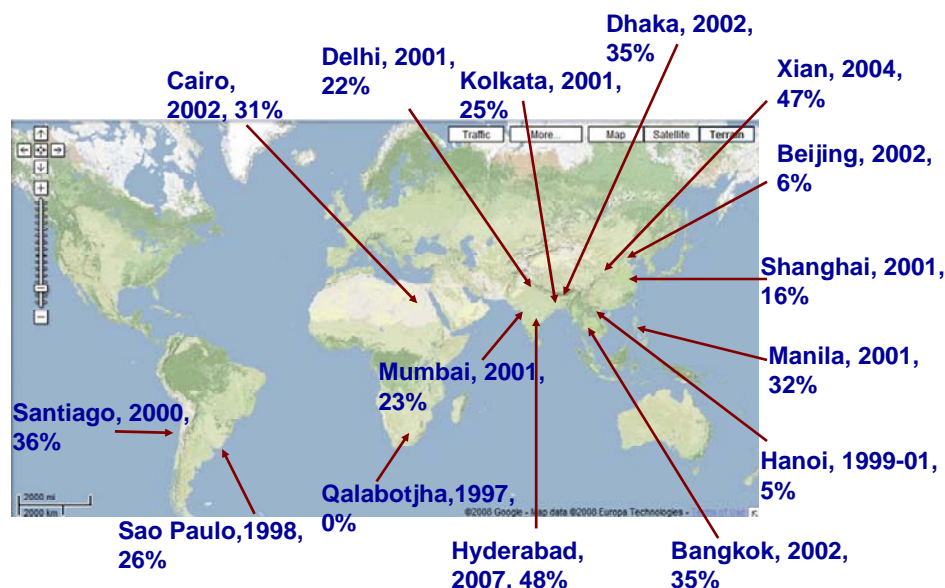 Dhaka, 2002,
35%
Delhi, 2001,
22%
Kolkata, 2001,
25%
Xian, 2004,
47%
Cairo,
2002, 31%
Traffic
More...
Map
Satellite
Terrain
Beijing, 2002,
6%
Shanghai, 2001,
16%
Manila, 2001,
32%
Mumbai, 2001,
23%
Santiago, 2000,
36%
Hanoi, 1999-01,
5%
Qalabotjha,1997,
0%
2000 mi
2000 km
©2008 Google - Map data ©2008 Europa Technologies - Terms of Use
Sao Paulo,1998,
26%
Hyderabad,
2007, 48%
Bangkok, 2002,
35%